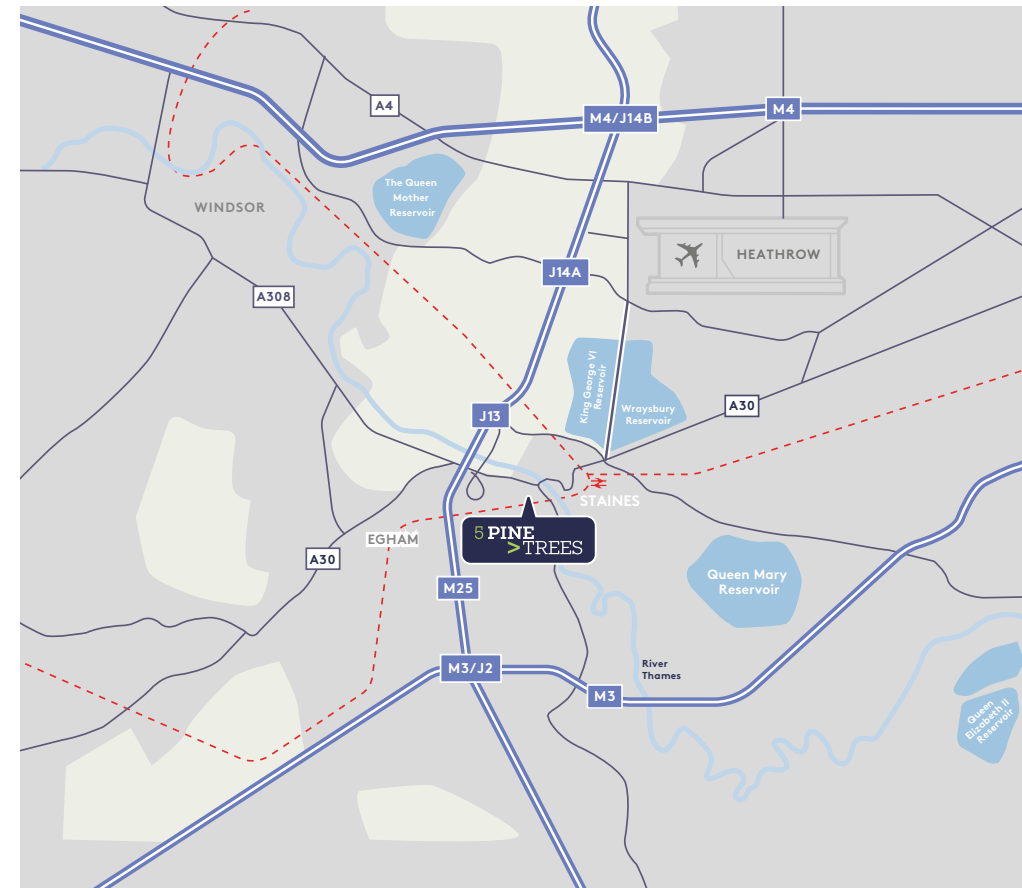 A4
M4/J14B
M4
The Queen
Mother
Reservoir
WINDSOR
HEATHROW
J14A
A308
King George VI
Reservoir
Wraysbury
Reservoir
A30
J13
STAINES
EGHAM
5 PINE
>TREES
A30
M25
Queen Mary
Reservoir
M3/J2
River
Thames
M3
Queen
Elizabeth II
Reservoir